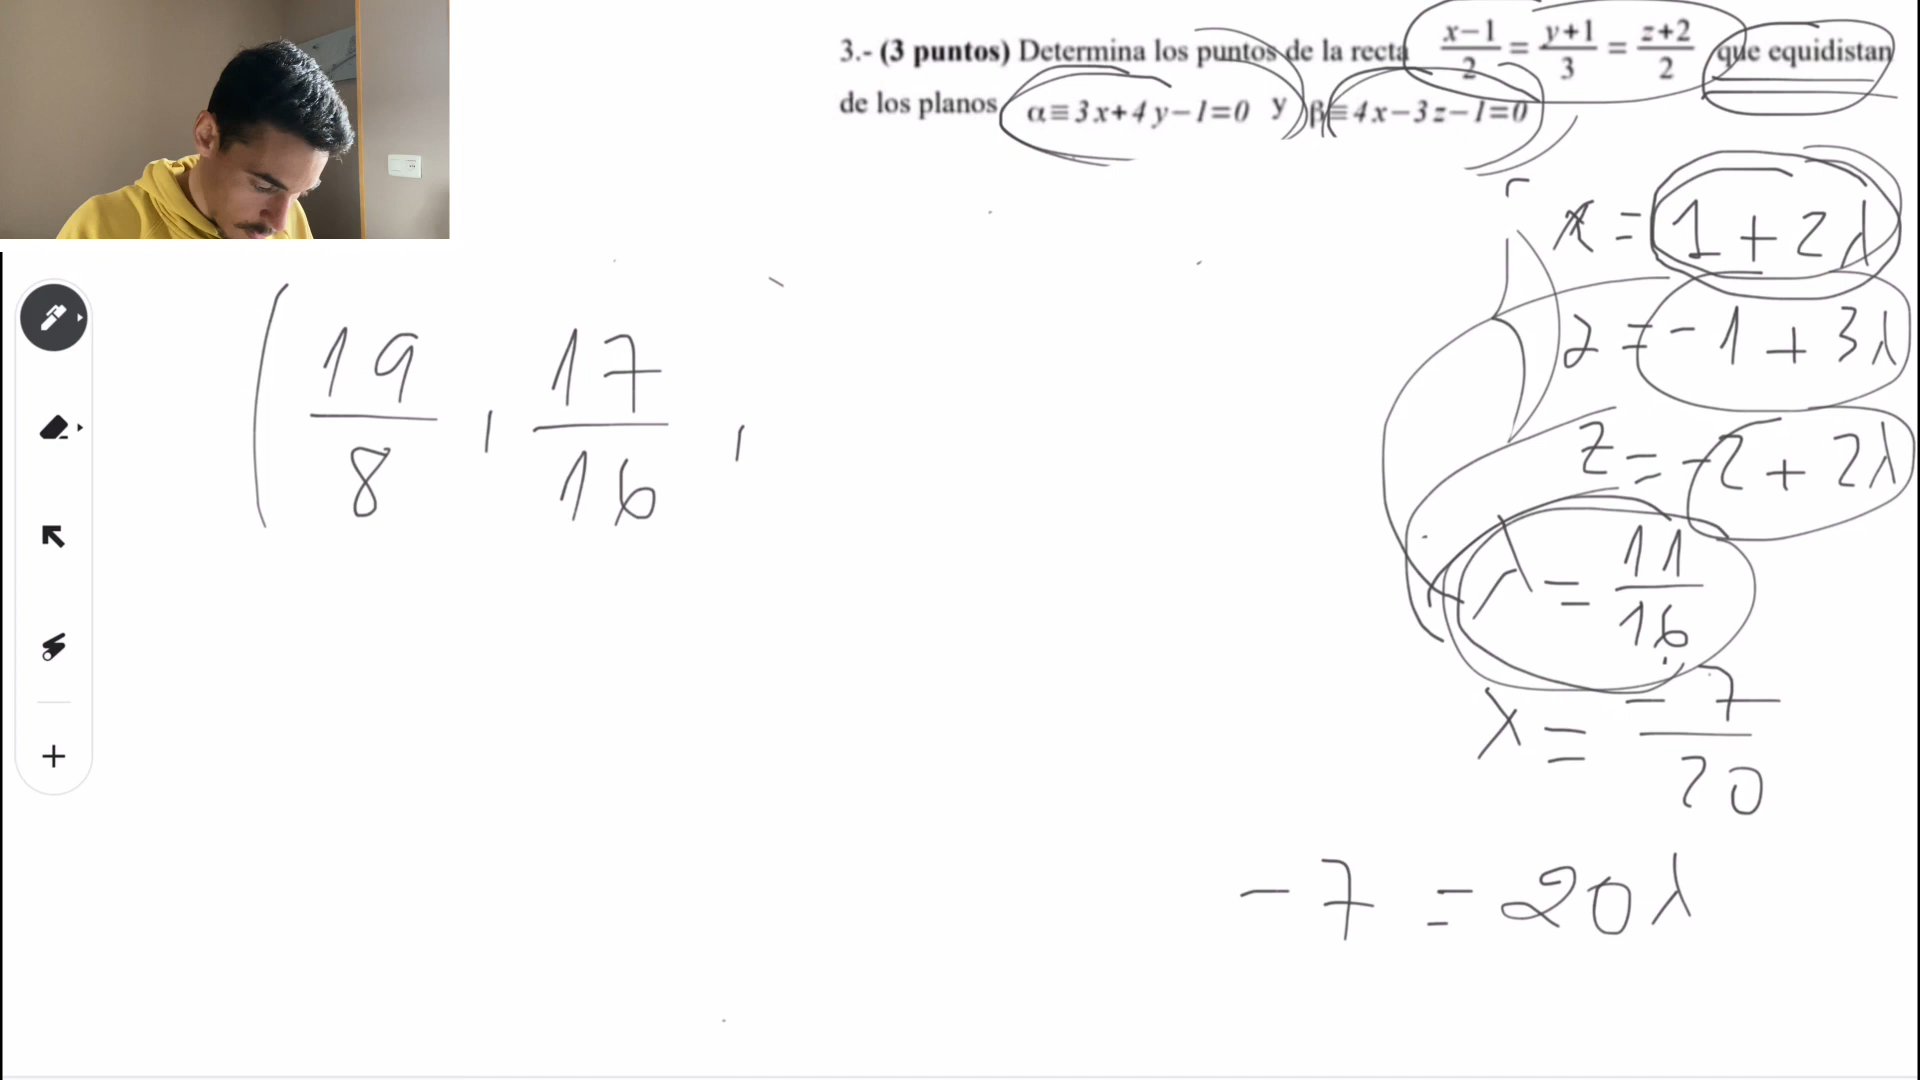 3.- (3 puntos) Determina los puntos de la recta x−1/2 = y+1/3 = z+2/2 que equidistan
de los planos α≡3x+4y−1=0 y β≡4x−3z−1=0
x = 1 + 2λ
2 = −1 + 3λ
z = −2 + 2λ
(19/8, 17/16,
λ = 11/16
λ = −7/20
−7 = 20λ